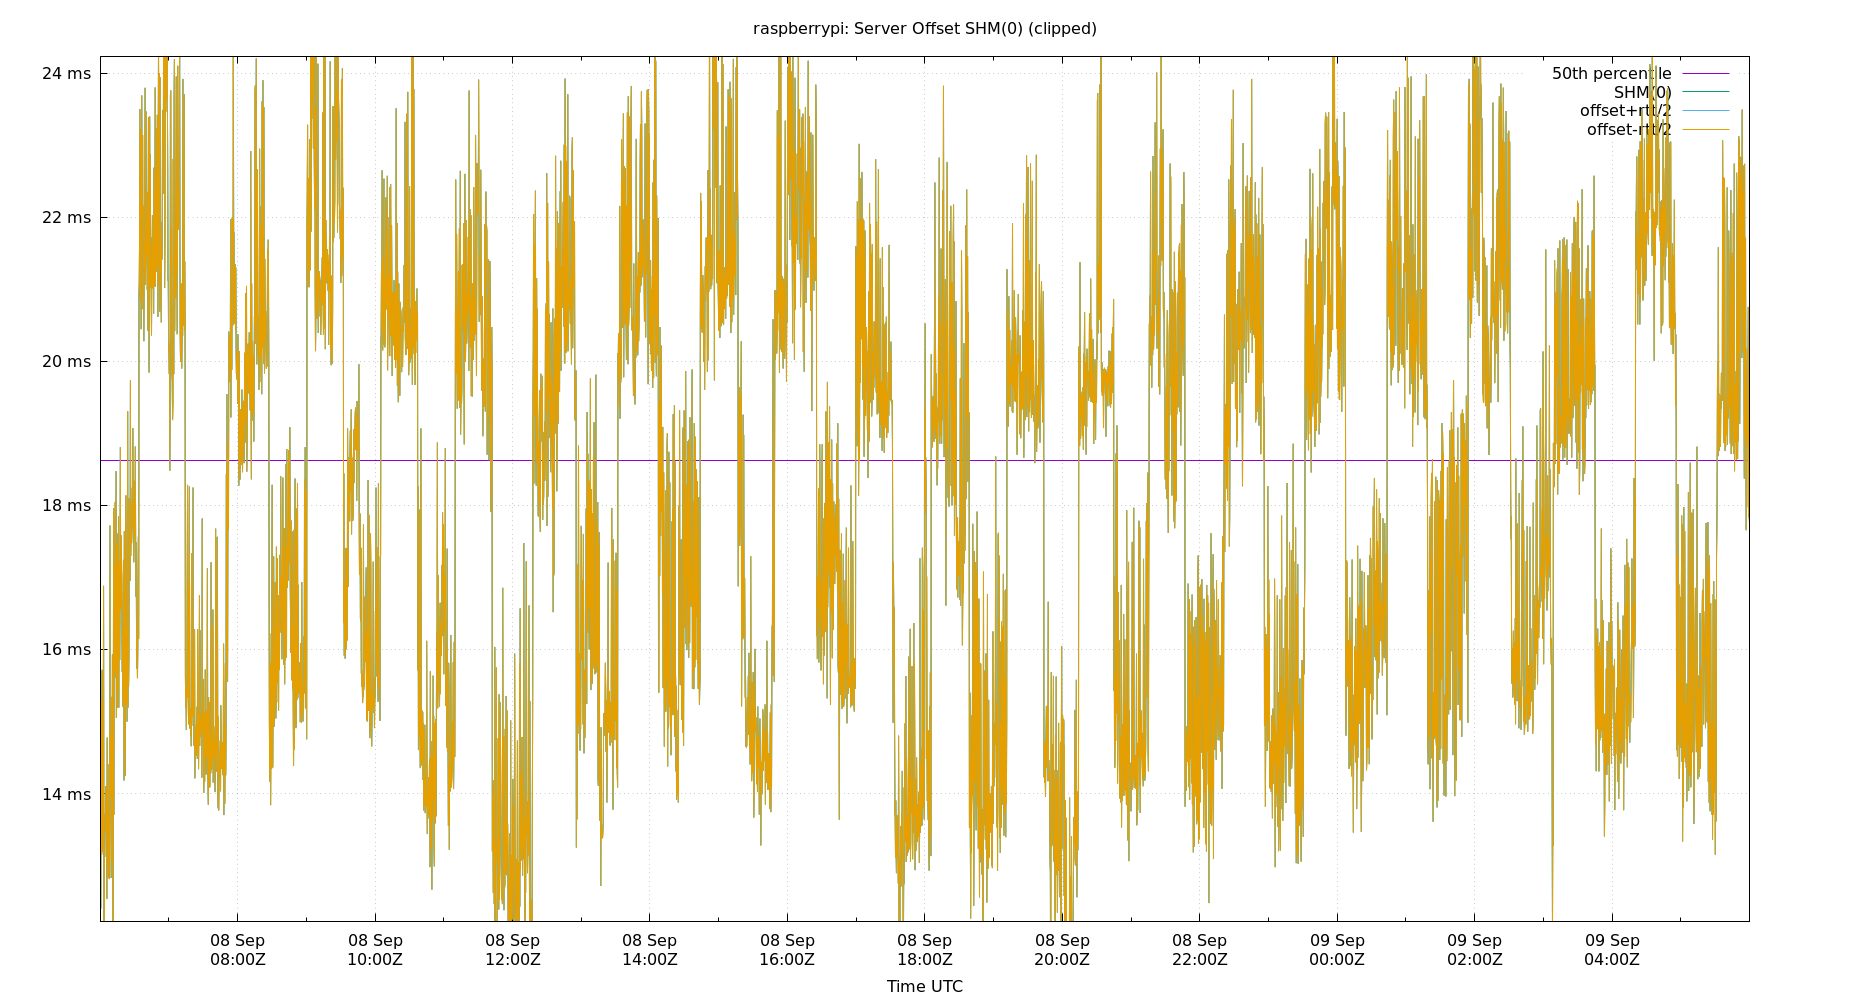 raspberrypi: Server Offset SHM(0) (clipped)
24 ms
22 ms
20 ms
18 ms
16 ms
14 ms
50th percentile
SHM(0)
offset+rtt/2
offset-rtt/2
08 Sep
08:00Z
08 Sep
10:00Z
08 Sep
12:00Z
08 Sep
14:00Z
08 Sep
16:00Z
08 Sep
18:00Z
08 Sep
20:00Z
08 Sep
22:00Z
09 Sep
00:00Z
09 Sep
02:00Z
09 Sep
04:00Z
Time UTC